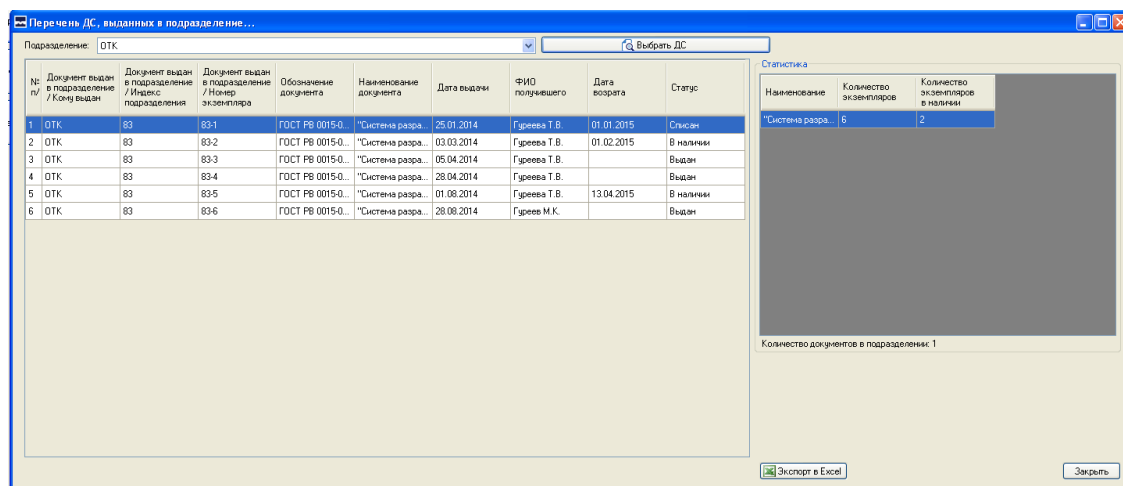 Перечень ДС, выданных в подразделение...
Подразделение: ОТК Выбрать ДС
Статистика
№ п/ Документ выдан в подразделение / Кому выдан Документ выдан в подразделение / Индекс подразделения Документ выдан в подразделение / Номер экземпляра Обозначение документа Наименование документа Дата выдачи ФИО получившего Дата возрата Статус
1 ОТК 83 83-1 ГОСТ РВ 0015-0... "Система разра... 25.01.2014 Гуреева Т.В. 01.01.2015 Списан
2 ОТК 83 83-2 ГОСТ РВ 0015-0... "Система разра... 03.03.2014 Гуреева Т.В. 01.02.2015 В наличии
3 ОТК 83 83-3 ГОСТ РВ 0015-0... "Система разра... 05.04.2014 Гуреева Т.В. Выдан
4 ОТК 83 83-4 ГОСТ РВ 0015-0... "Система разра... 28.04.2014 Гуреева Т.В. Выдан
5 ОТК 83 83-5 ГОСТ РВ 0015-0... "Система разра... 01.08.2014 Гуреева Т.В. 13.04.2015 В наличии
6 ОТК 83 83-6 ГОСТ РВ 0015-0... "Система разра... 28.08.2014 Гуреев М.К. Выдан
Наименование Количество экземпляров Количество экземпляров в наличии
"Система разра... 6 2
Количество документов в подразделении: 1
Экспорт в Excel Закрыть